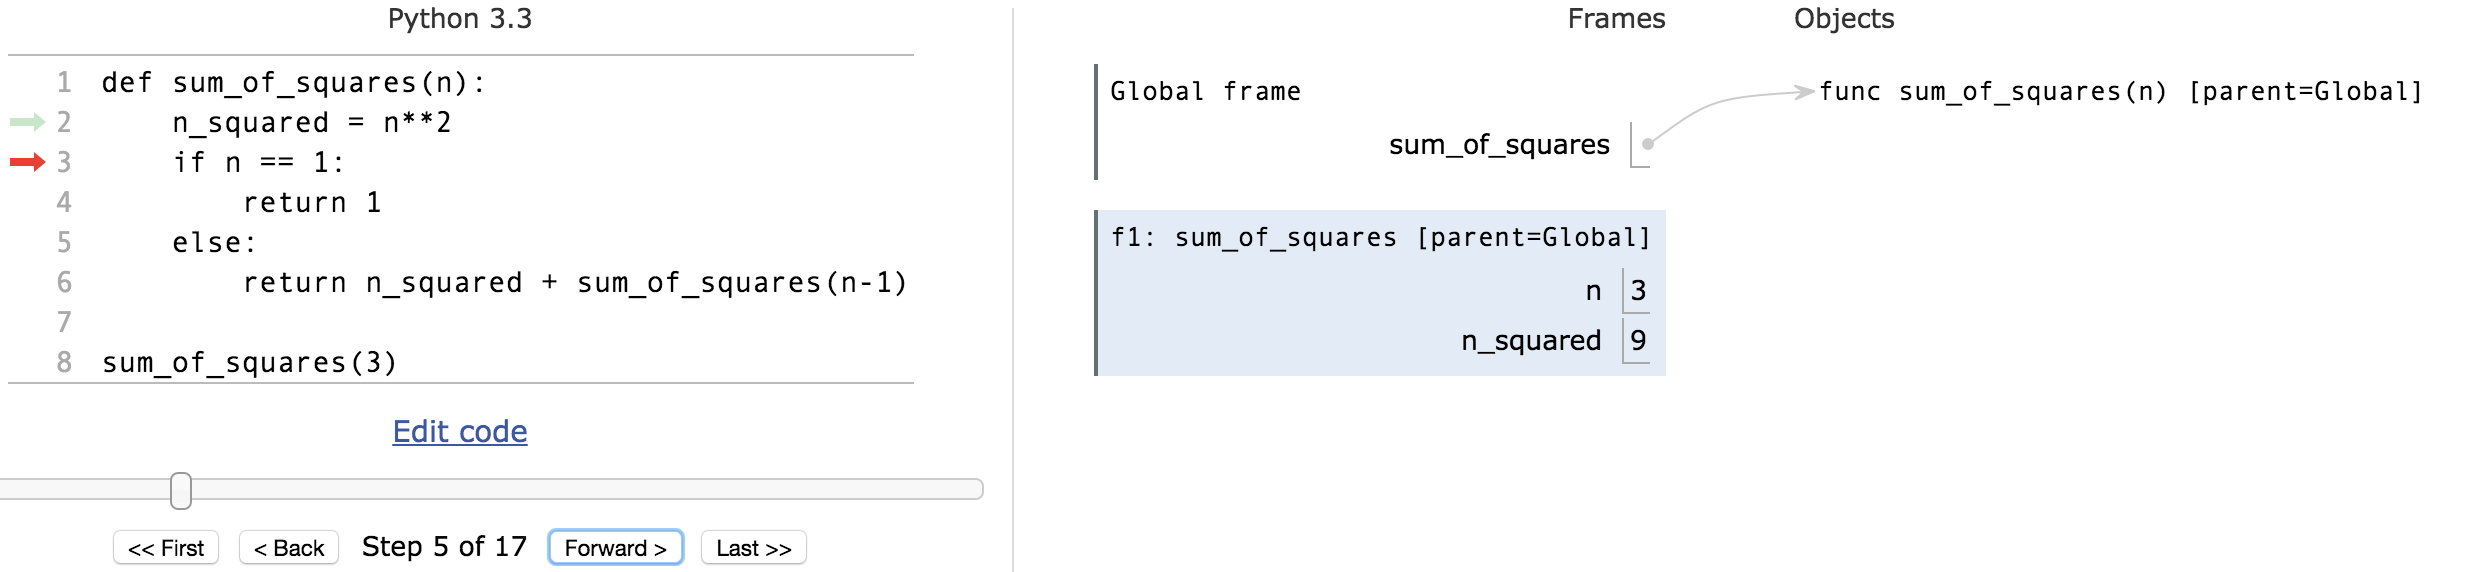 Python 3.3
1 def sum_of_squares(n):
2     n_squared = n**2
3     if n == 1:
4         return 1
5     else:
6         return n_squared + sum_of_squares(n-1)
7
8 sum_of_squares(3)
Edit code
<< First < Back Step 5 of 17 Forward > Last >>
Frames Objects
Global frame
sum_of_squares
func sum_of_squares(n) [parent=Global]
f1: sum_of_squares [parent=Global]
n 3
n_squared 9